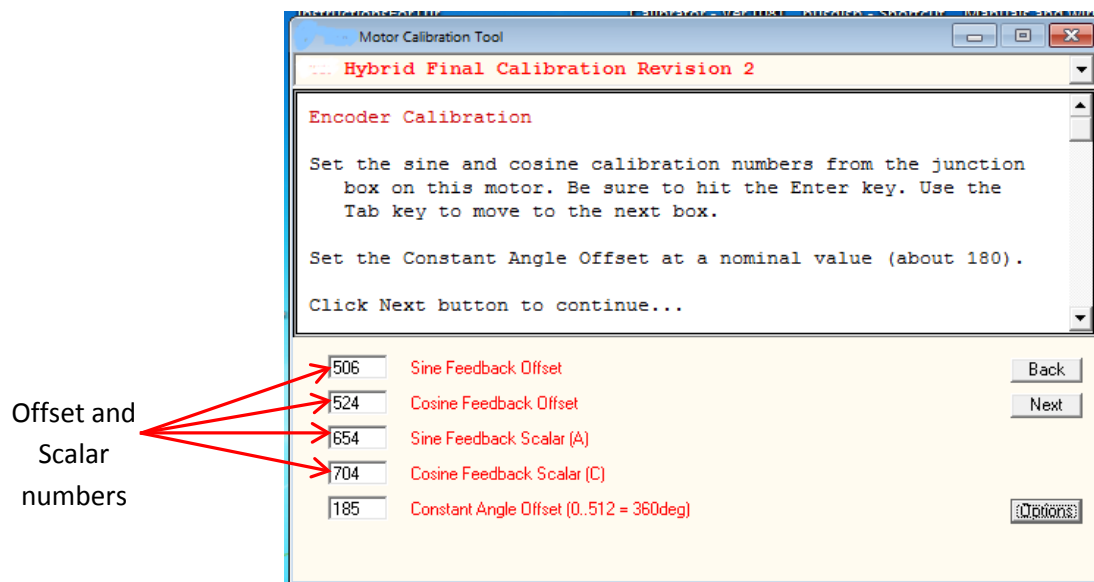 Motor Calibration Tool
Hybrid Final Calibration Revision 2
Encoder Calibration
Set the sine and cosine calibration numbers from the junction
box on this motor. Be sure to hit the Enter key. Use the
Tab key to move to the next box.
Set the Constant Angle Offset at a nominal value (about 180).
Click Next button to continue...
506 Sine Feedback Offset Back
524 Cosine Feedback Offset Next
654 Sine Feedback Scalar (A)
704 Cosine Feedback Scalar (C)
185 Constant Angle Offset (0..512 = 360deg) Options
Offset and
Scalar
numbers